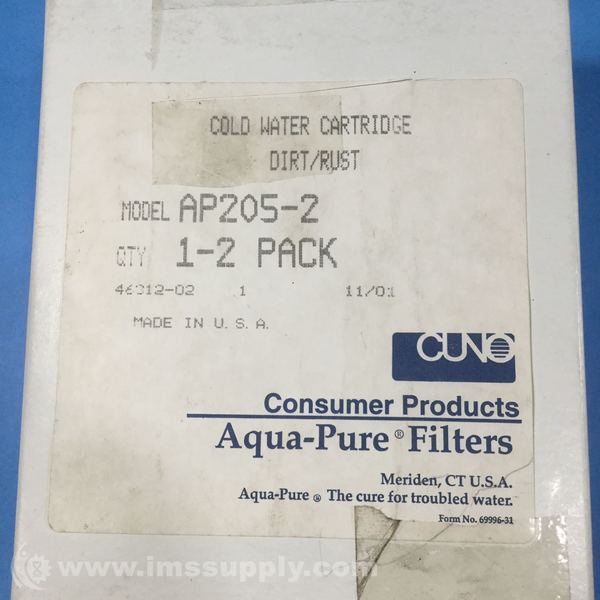 COLD WATER CARTRIDGE
DIRT/RUST
MODEL AP205-2
QTY 1-2 PACK
46312-02 1 11/01
MADE IN U.S.A.
CUNO
Consumer Products
Aqua-Pure® Filters
Meriden, CT U.S.A.
Aqua-Pure ® The cure for troubled water.
Form No. 69996-31
www.imssupply.com